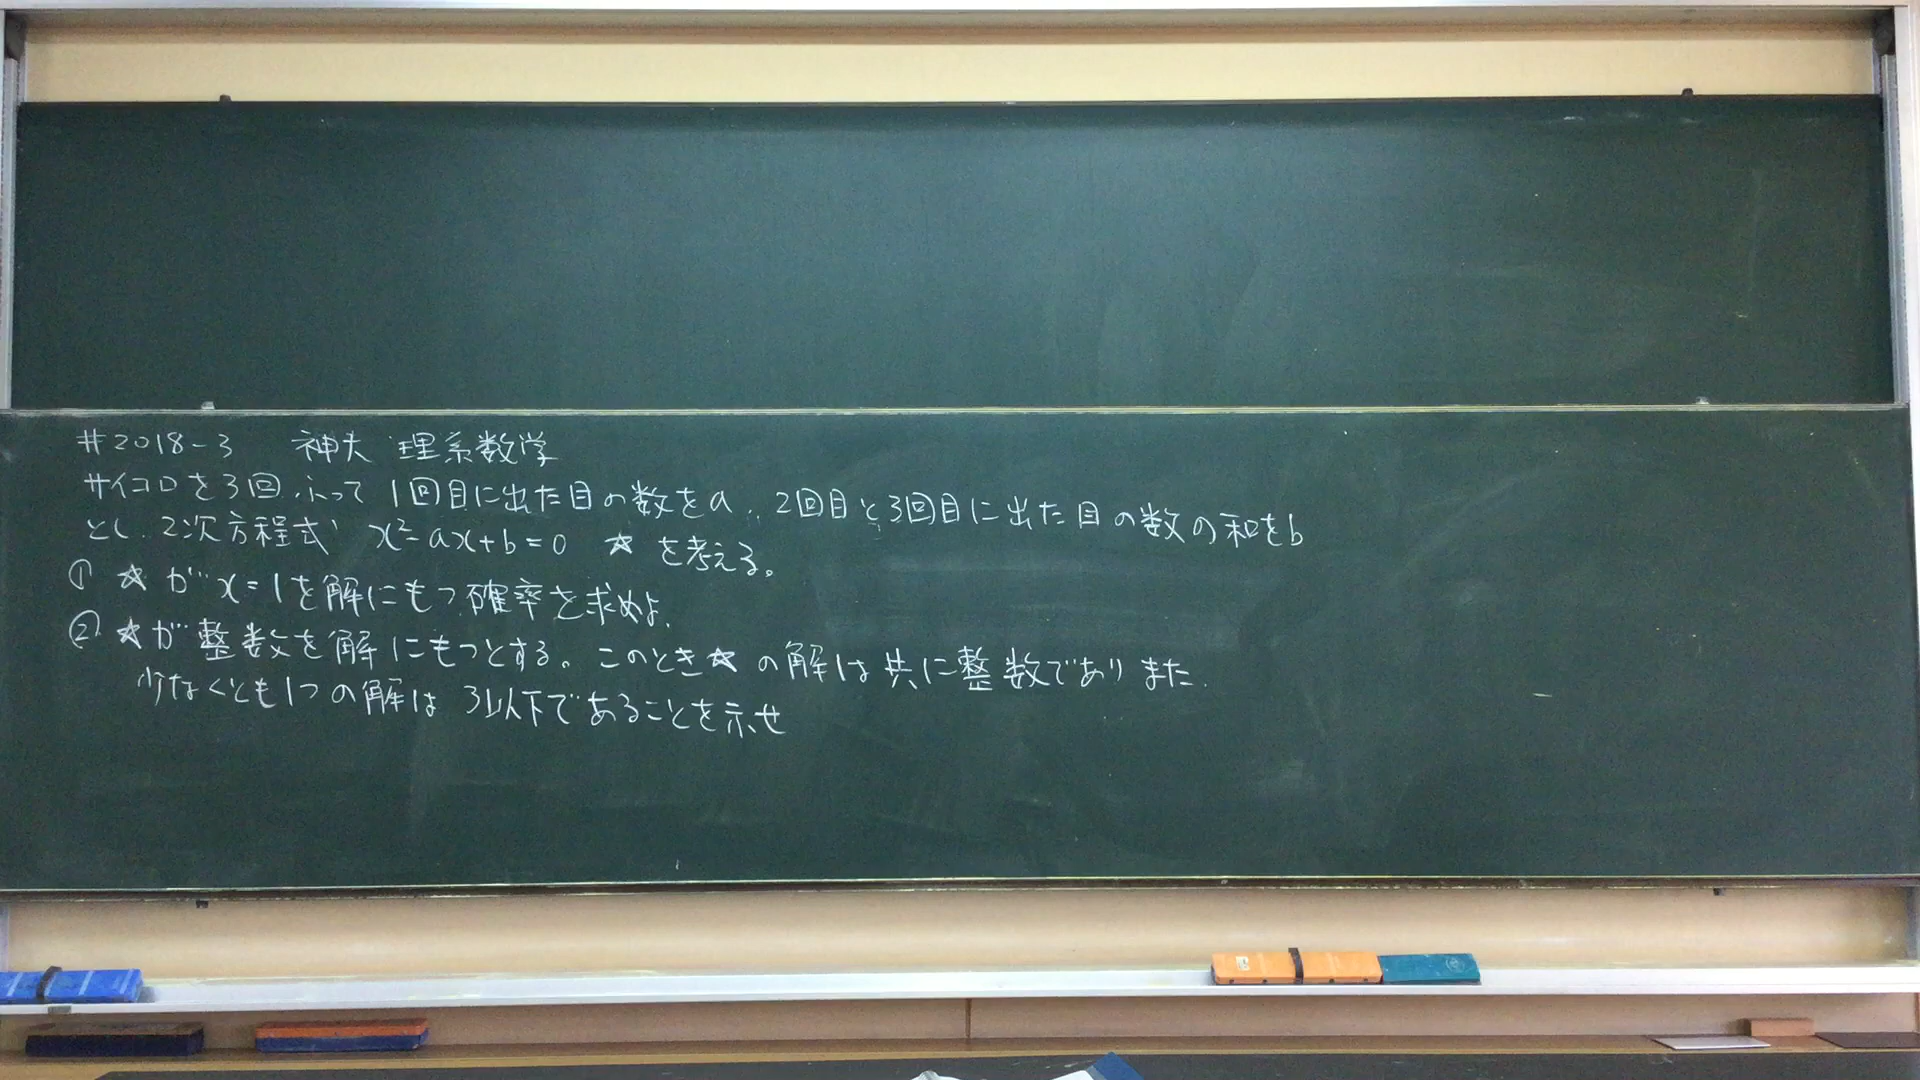 #2018-3 神大 理系数学
サイコロを3回ふって1回目に出た目の数をa, 2回目と3回目に出た目の数の和をb
とし, 2次方程式 x²-ax+b=0 ☆ を考える。
① ☆がx=1を解にもつ確率を求めよ.
② ☆が整数を解にもつとする。このとき☆の解は共に整数でありまた.
少なくとも1つの解は3以下であることを示せ